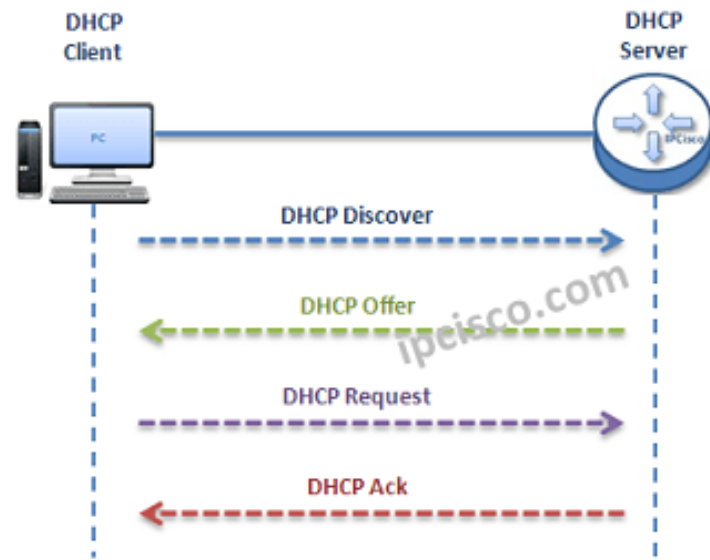 DHCP
Client
DHCP
Server
PC
IPCisco
DHCP Discover
DHCP Offer
ipcisco.com
DHCP Request
DHCP Ack